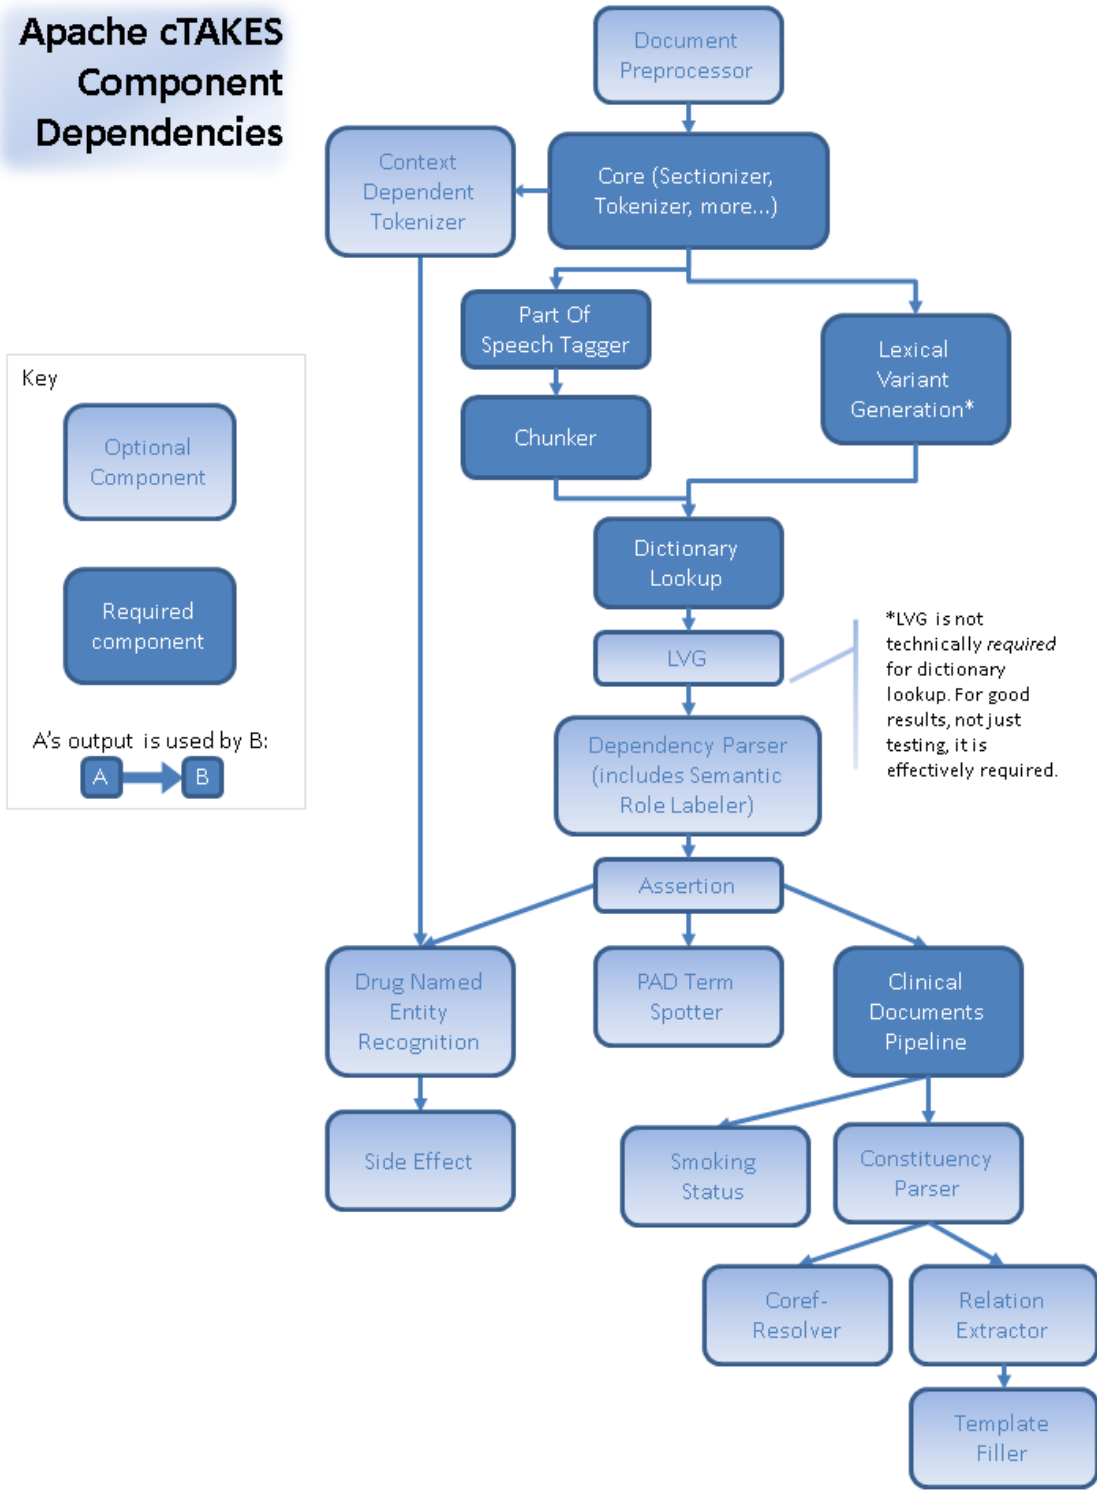 Apache cTAKES
Component
Dependencies
Document
Preprocessor
Context
Dependent
Tokenizer
Core (Sectionizer,
Tokenizer, more...)
Part Of
Speech Tagger
Lexical
Variant
Generation*
Chunker
Key
Optional
Component
Required
component
A's output is used by B:
A
B
Dictionary
Lookup
LVG
*LVG is not
technically required
for dictionary
lookup. For good
results, not just
testing, it is
effectively required.
Dependency Parser
(includes Semantic
Role Labeler)
Assertion
Drug Named
Entity
Recognition
PAD Term
Spotter
Clinical
Documents
Pipeline
Side Effect
Smoking
Status
Constituency
Parser
Coref-
Resolver
Relation
Extractor
Template
Filler